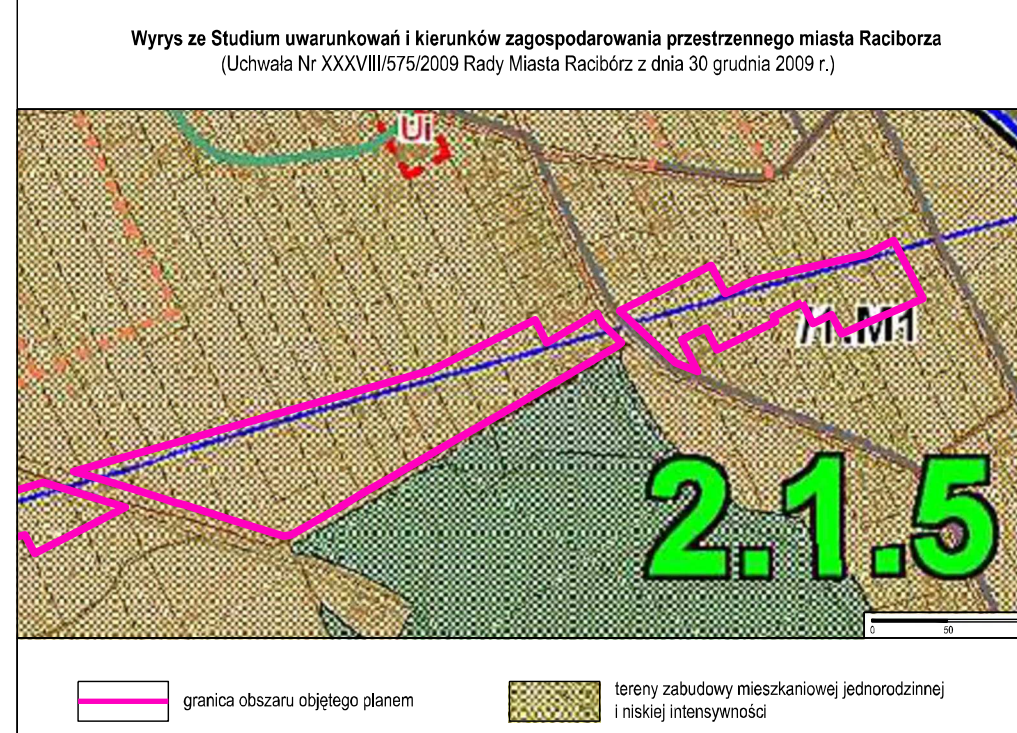 Wyrys ze Studium uwarunkowań i kierunków zagospodarowania przestrzennego miasta Raciborza
(Uchwała Nr XXXVIII/575/2009 Rady Miasta Racibórz z dnia 30 grudnia 2009 r.)
Ui
2.1.5
0 50
granica obszaru objętego planem
tereny zabudowy mieszkaniowej jednorodzinnej
i niskiej intensywności